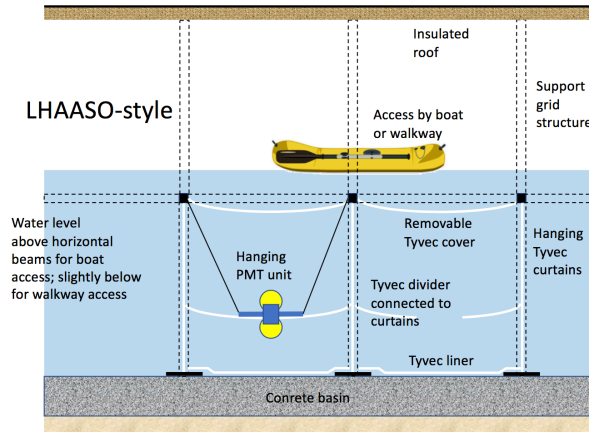 Insulated
roof
LHAASO-style
Support
grid
structure
Access by boat
or walkway
Water level
above horizontal
beams for boat
access; slightly below
for walkway access
Removable
Tyvec cover
Hanging
Tyvec
curtains
Hanging
PMT unit
Tyvec divider
connected to
curtains
Tyvec liner
Conrete basin